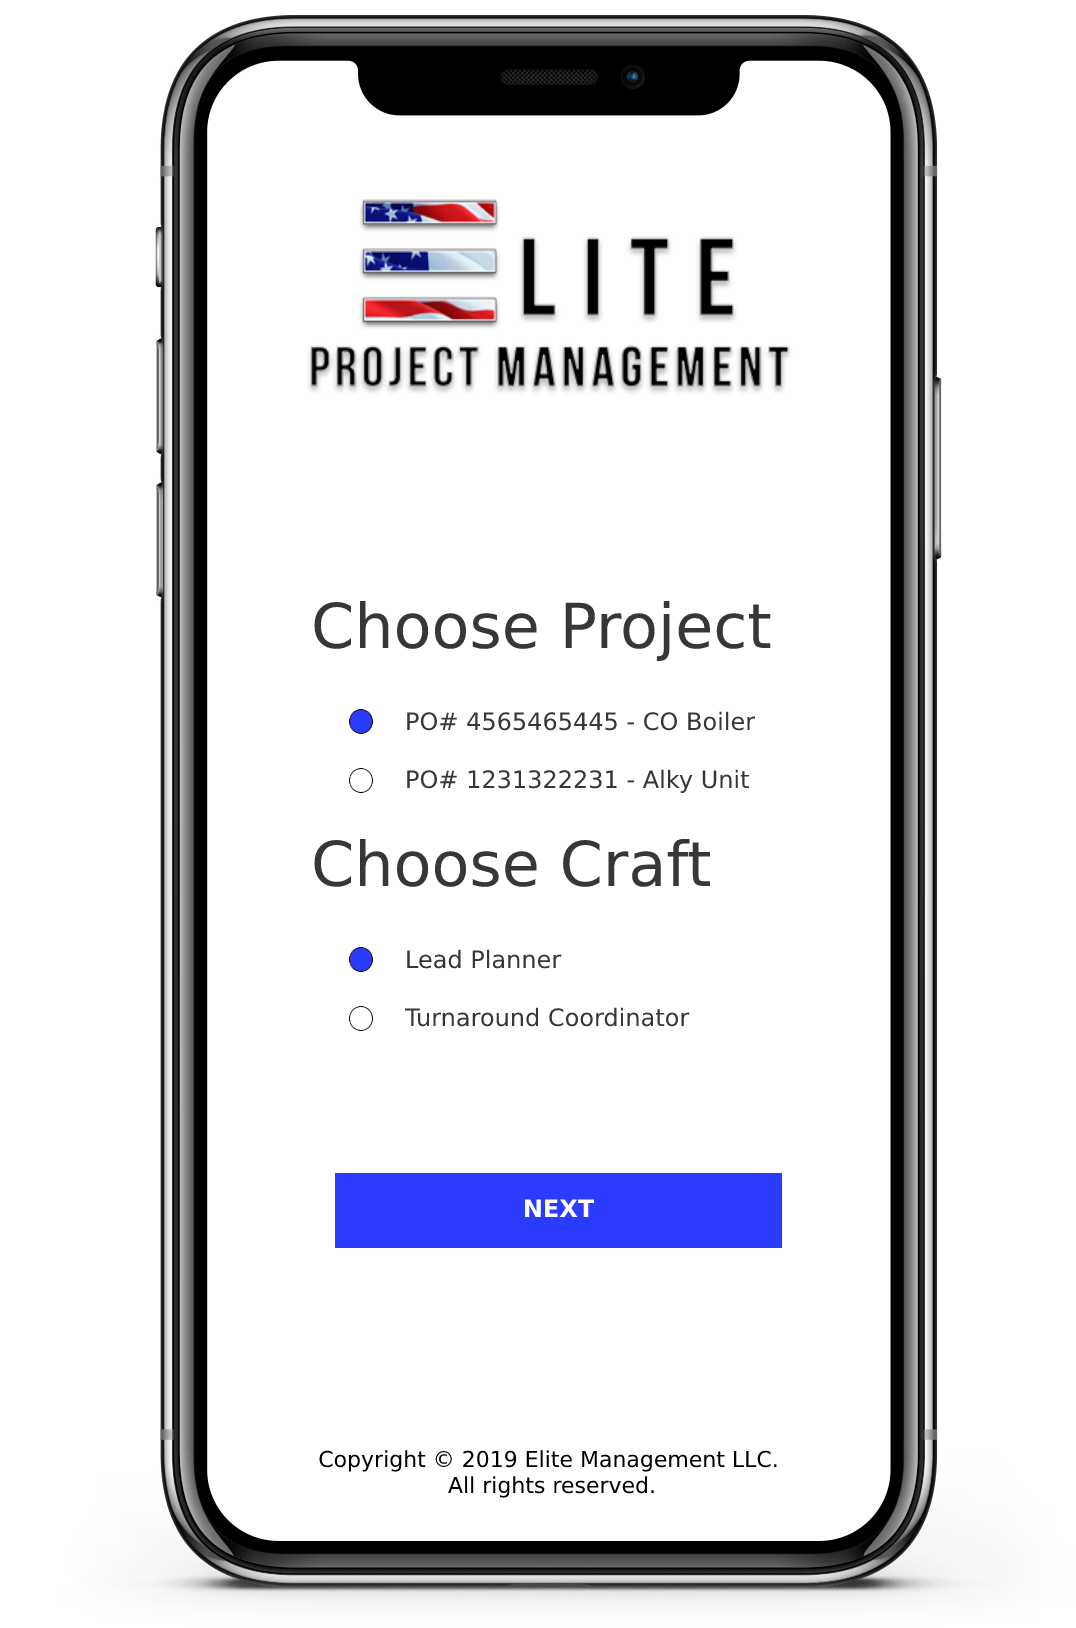 ELITE
PROJECT MANAGEMENT
Choose Project
PO# 4565465445 - CO Boiler
PO# 1231322231 - Alky Unit
Choose Craft
Lead Planner
Turnaround Coordinator
NEXT
Copyright © 2019 Elite Management LLC.
All rights reserved.